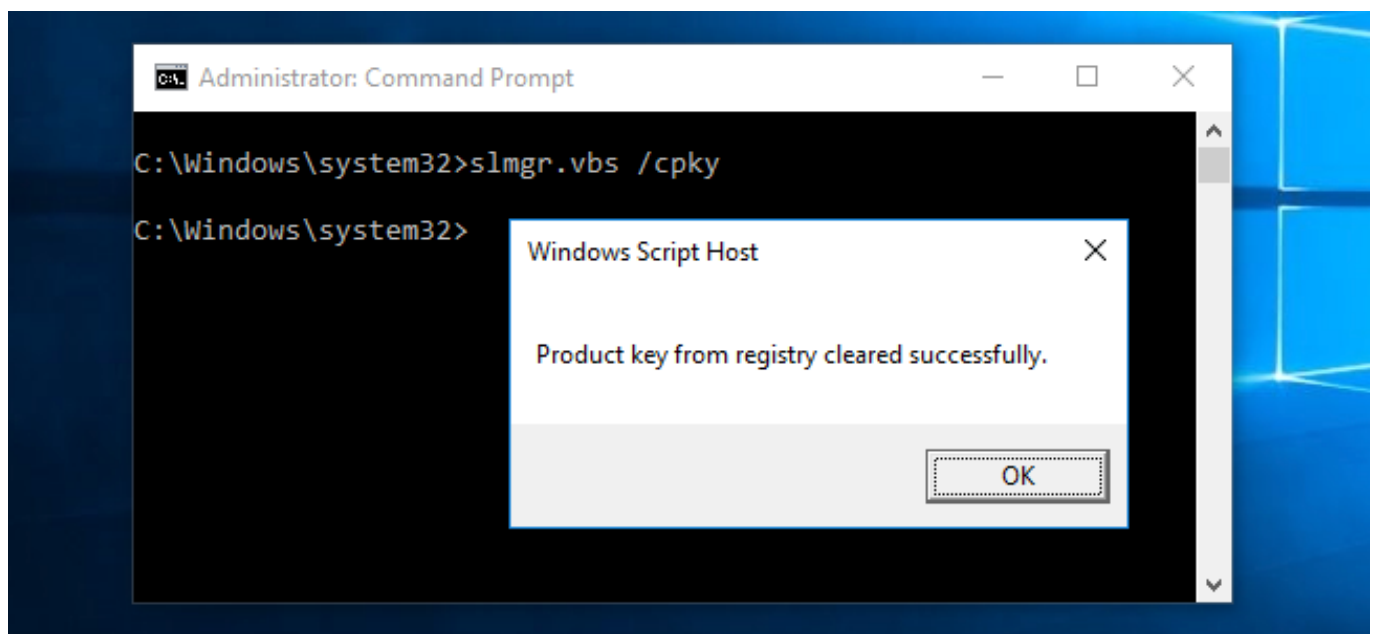 Administrator: Command Prompt
C:\Windows\system32>slmgr.vbs /cpky
C:\Windows\system32>
Windows Script Host
Product key from registry cleared successfully.
OK